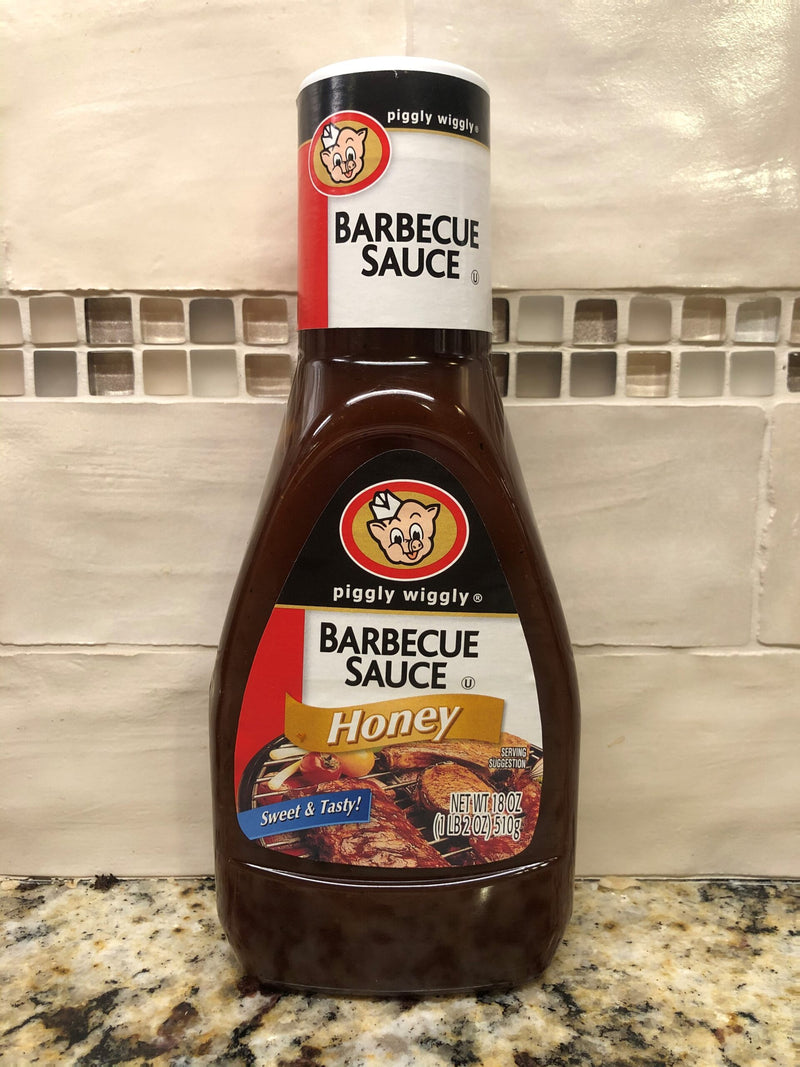 piggly wiggly®
BARBECUE
SAUCE Ⓤ
piggly wiggly®
BARBECUE
SAUCE Ⓤ
Honey
SERVING
SUGGESTION
Sweet & Tasty!
NET WT 18 OZ
(1 LB 2 OZ) 510g